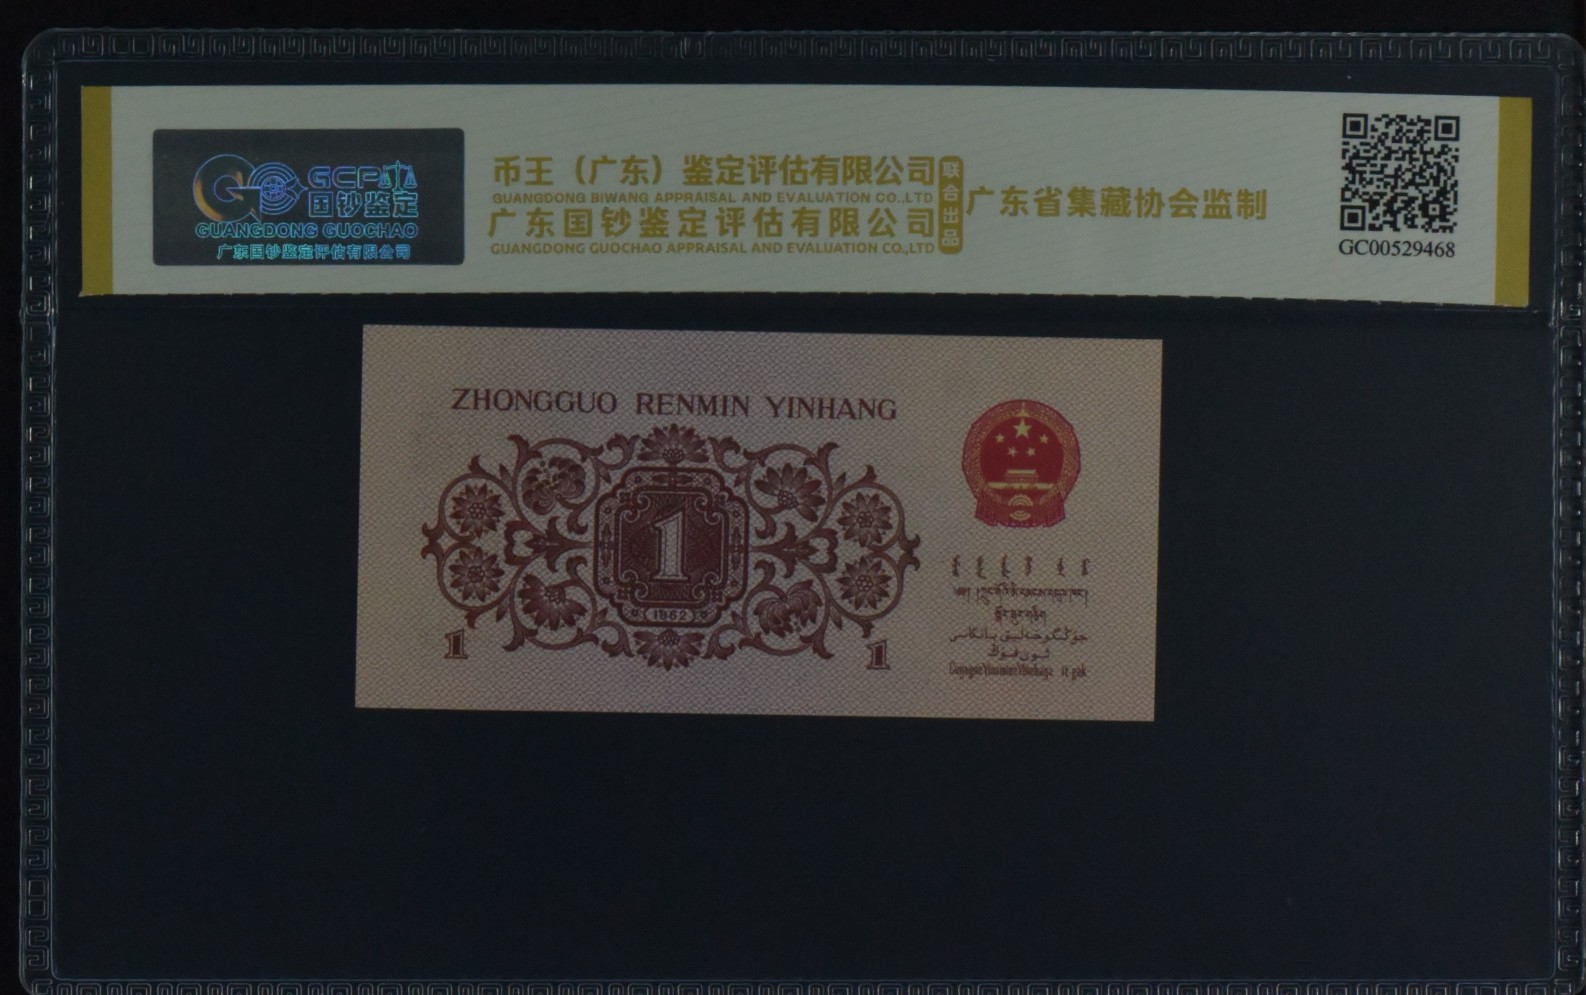 GCP
国钞鉴定
GUANGDONG GUOCHAO
广东国钞鉴定评估有限公司
币王（广东）鉴定评估有限公司
GUANGDONG BIWANG APPRAISAL AND EVALUATION CO.,LTD
广东国钞鉴定评估有限公司
GUANGDONG GUOCHAO APPRAISAL AND EVALUATION CO.,LTD
联合出品
广东省集藏协会监制
GC00529468
ZHONGGUO RENMIN YINHANG
1
1962
1
1